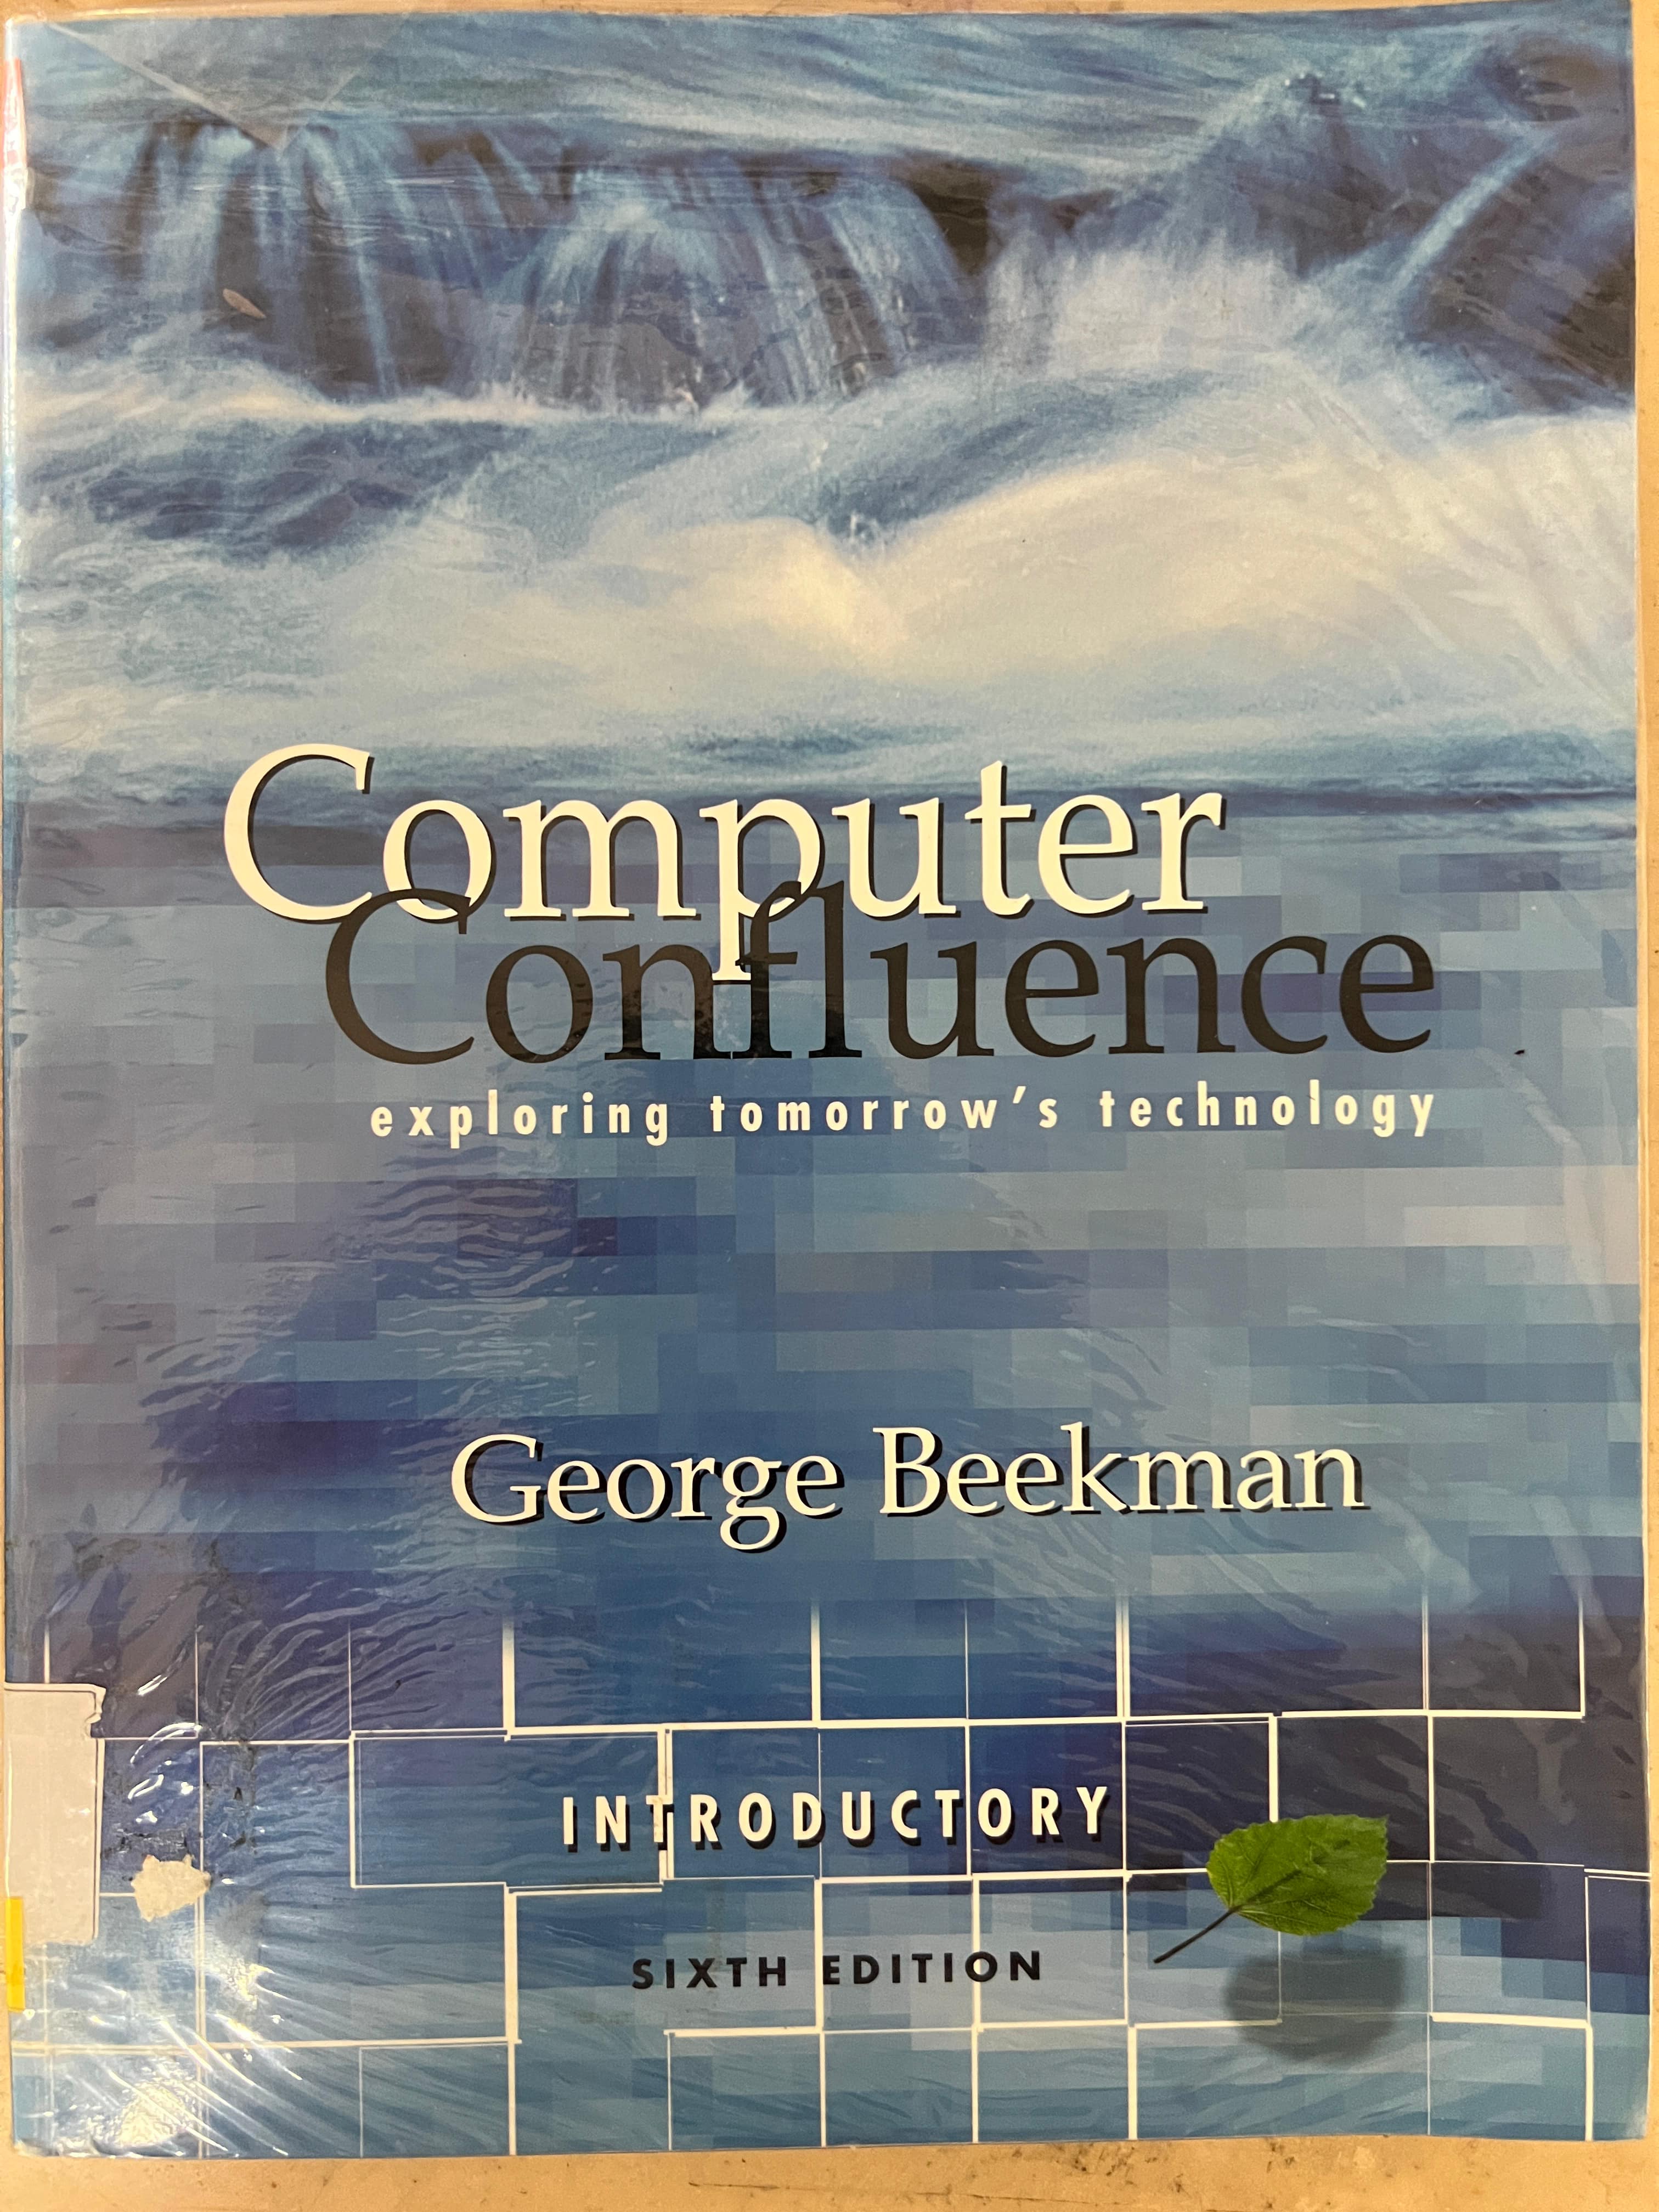 Computer
Confluence
exploring tomorrow's technology
George Beekman
INTRODUCTORY
SIXTH EDITION